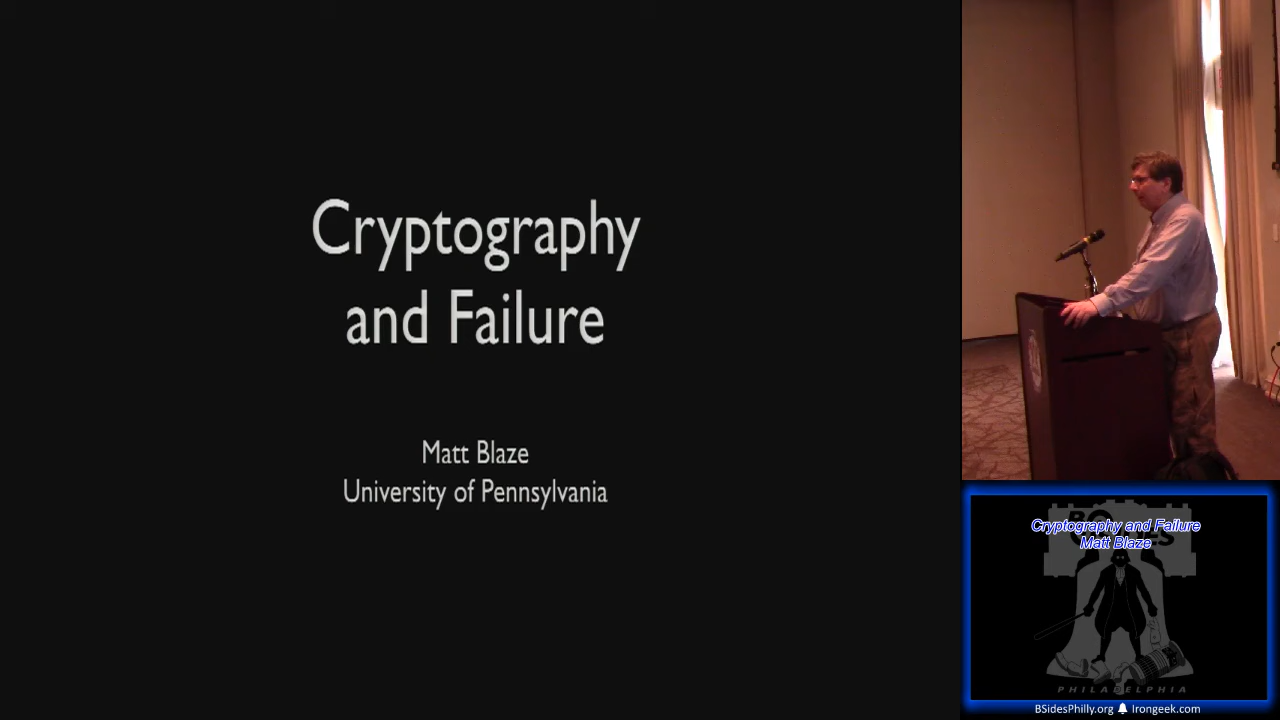 Cryptography
and Failure
Matt Blaze
University of Pennsylvania
Cryptography and Failure
Matt Blaze
PHILADELPHIA
BSidesPhilly.org Irongeek.com